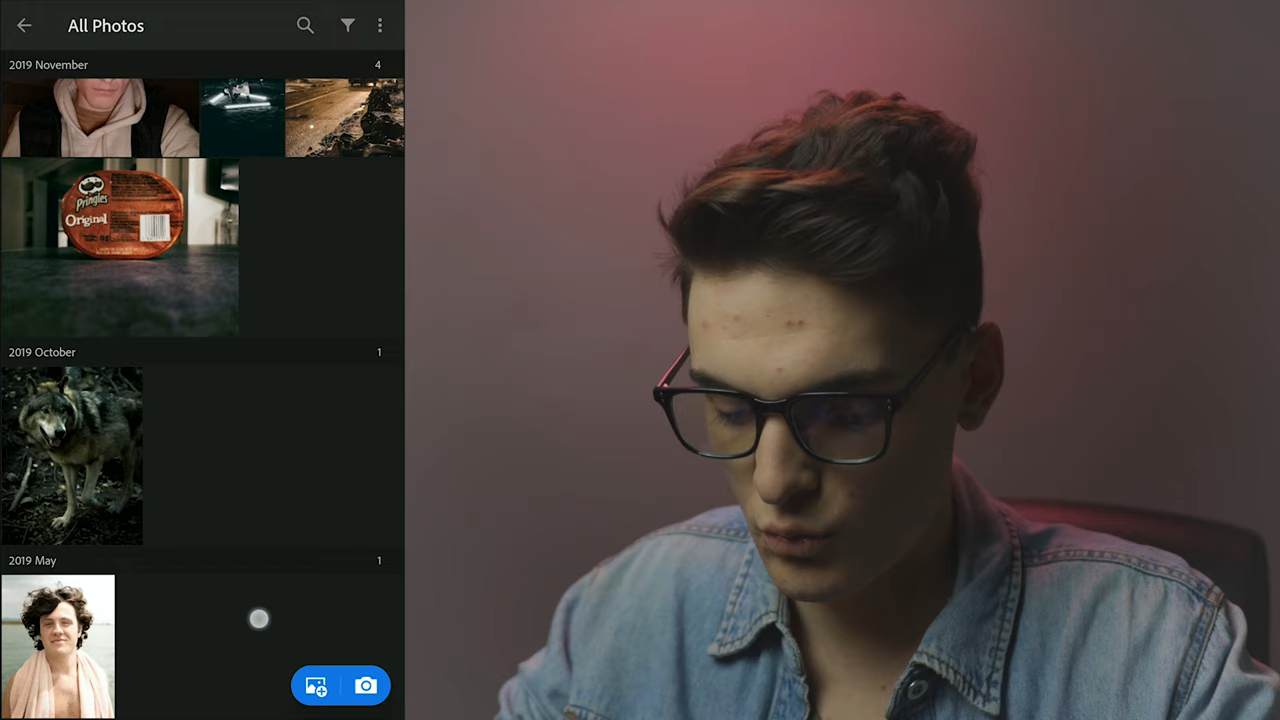 All Photos
2019 November
4
Pringles
Original
2019 October
1
2019 May
1